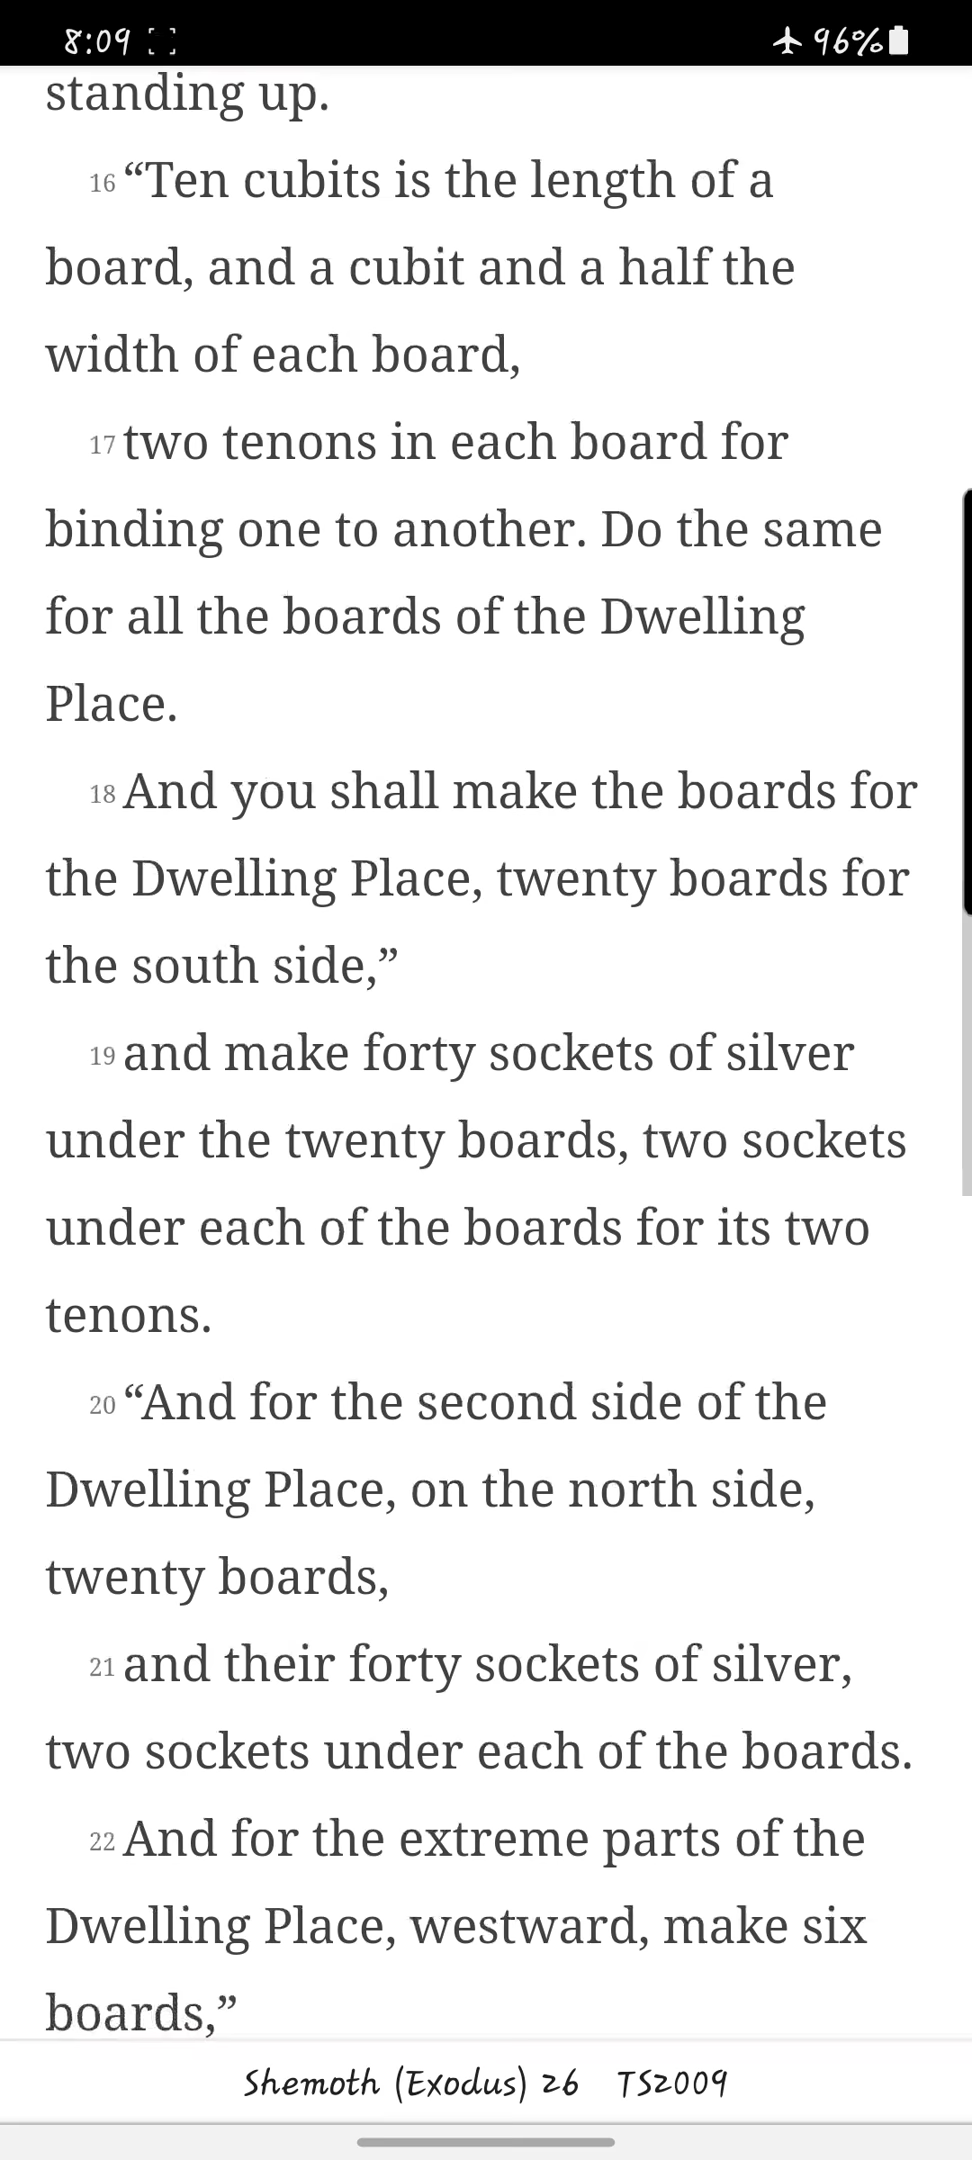 8:09 96%
standing up.
16 “Ten cubits is the length of a
board, and a cubit and a half the
width of each board,
17 two tenons in each board for
binding one to another. Do the same
for all the boards of the Dwelling
Place.
18 And you shall make the boards for
the Dwelling Place, twenty boards for
the south side,”
19 and make forty sockets of silver
under the twenty boards, two sockets
under each of the boards for its two
tenons.
20 “And for the second side of the
Dwelling Place, on the north side,
twenty boards,
21 and their forty sockets of silver,
two sockets under each of the boards.
22 And for the extreme parts of the
Dwelling Place, westward, make six
boards,”
Shemoth (Exodus) 26 TS2009